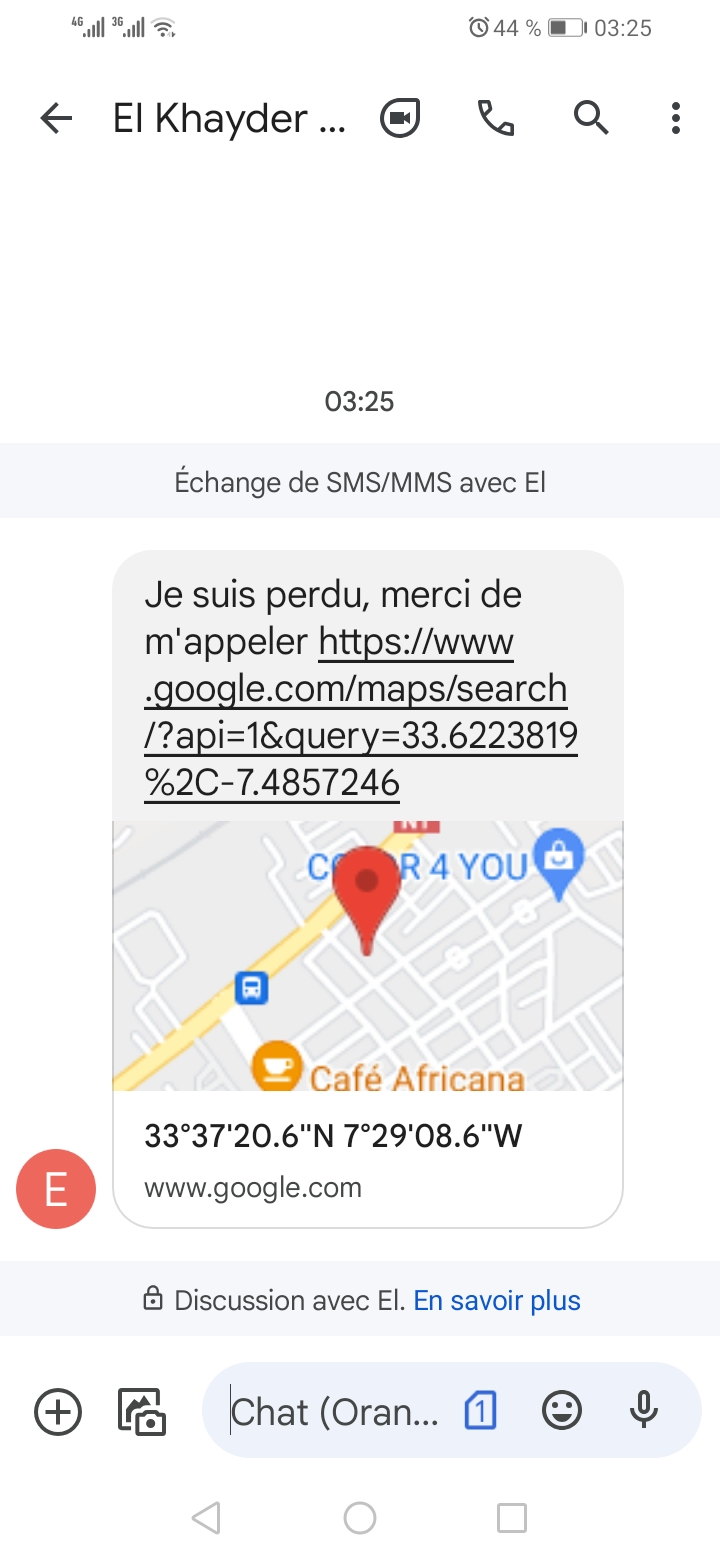 4G 3G 44 % 03:25
El Khayder ...
03:25
Échange de SMS/MMS avec El
Je suis perdu, merci de
m'appeler https://www
.google.com/maps/search
/?api=1&query=33.6223819
%2C-7.4857246
N1
R 4 YOU
Café Africana
33°37'20.6"N 7°29'08.6"W
www.google.com
E
Discussion avec El. En savoir plus
Chat (Oran... 1